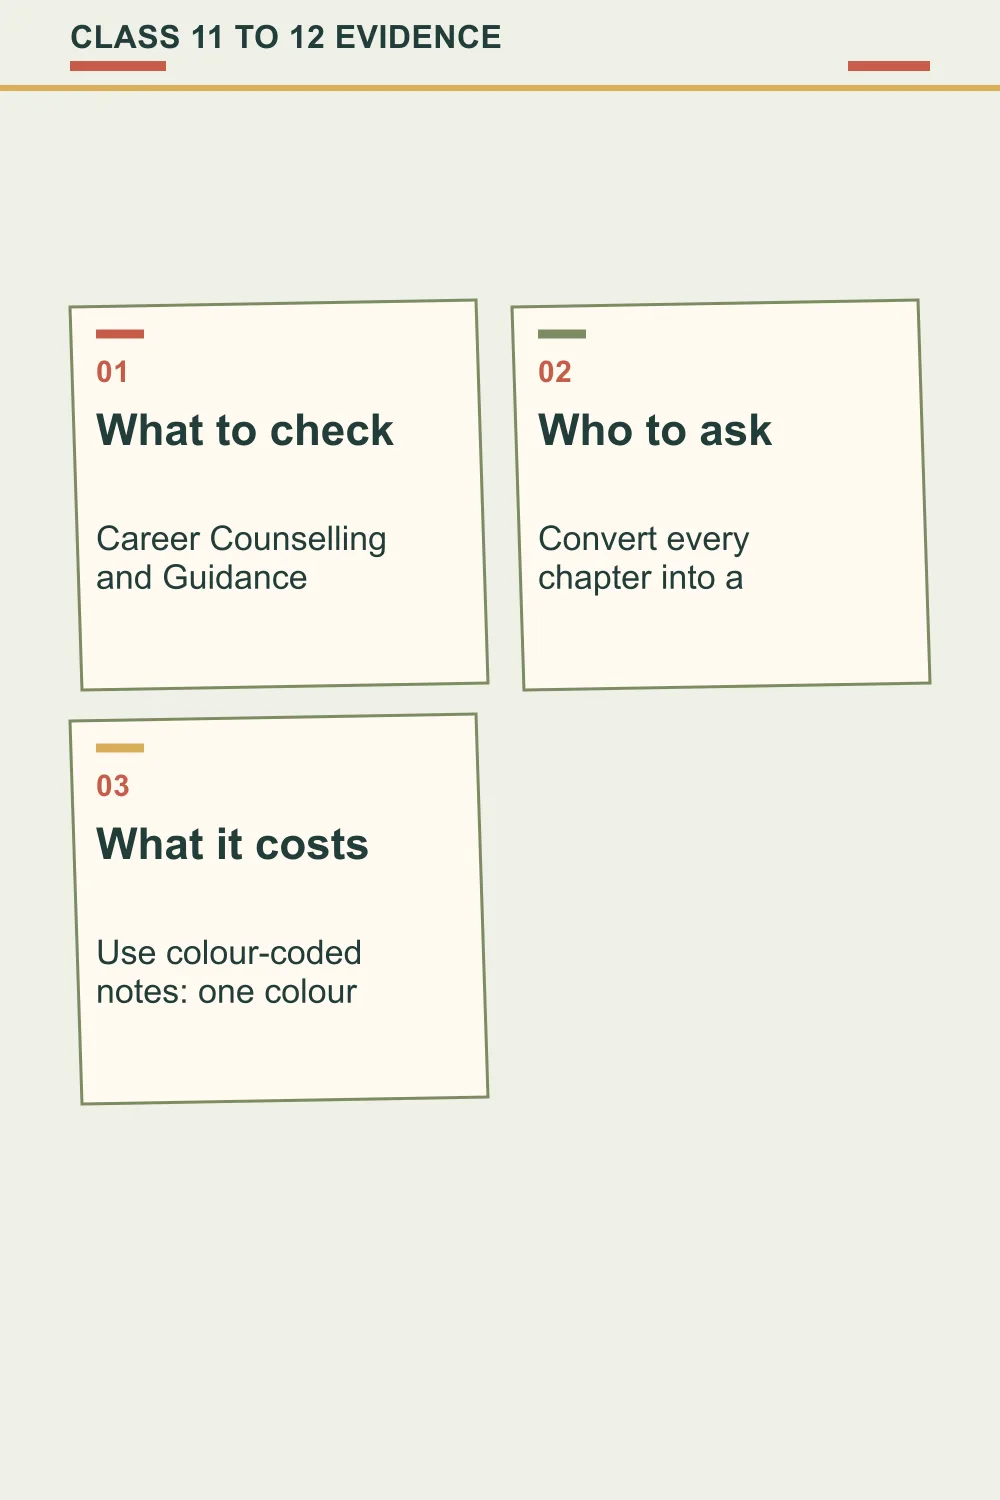 CLASS 11 TO 12 EVIDENCE
01
What to check
Career Counselling
and Guidance
02
Who to ask
Convert every
chapter into a
03
What it costs
Use colour-coded
notes: one colour